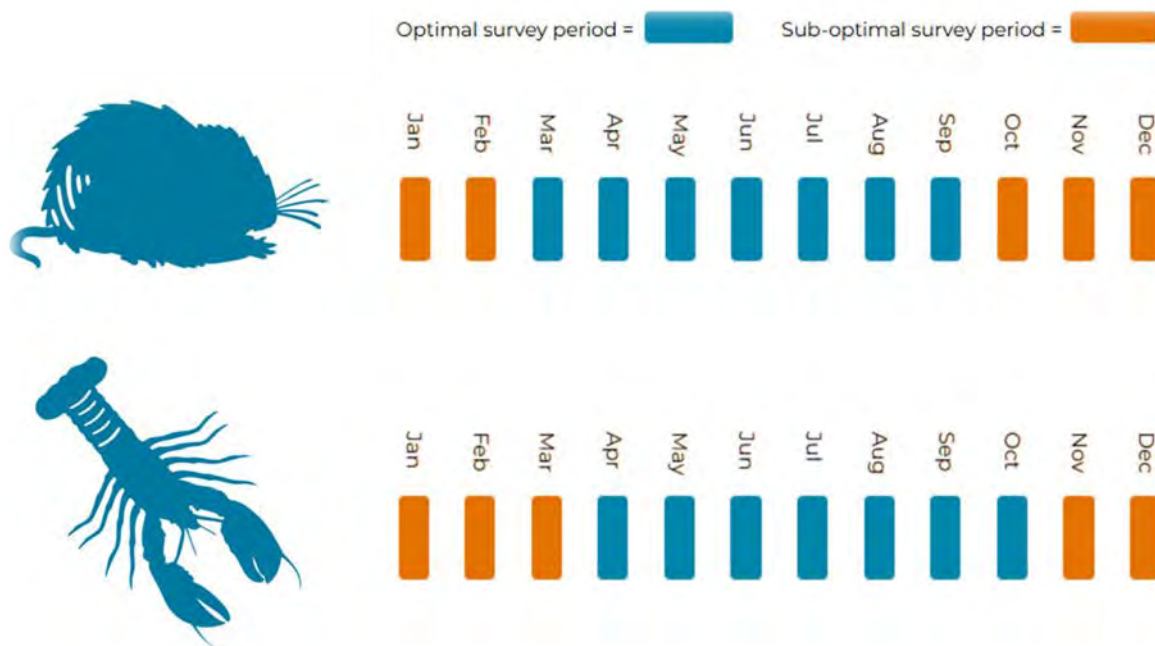 Optimal survey period =
Sub-optimal survey period =
Jan Feb Mar Apr May Jun Jul Aug Sep Oct Nov Dec
Jan Feb Mar Apr May Jun Jul Aug Sep Oct Nov Dec